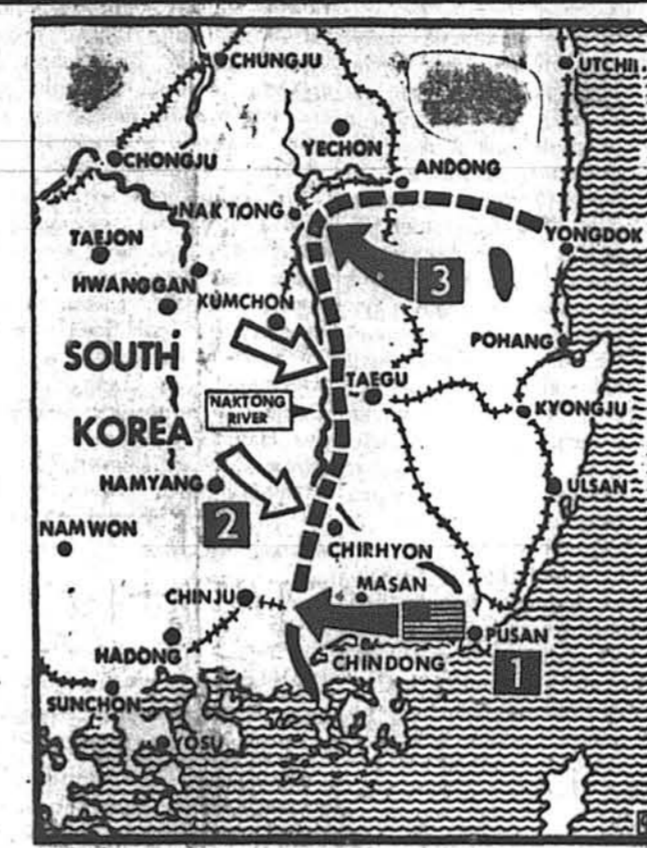 CHUNGJU
UTCHII
YECHON
CHONGJU
ANDONG
NAKTONG
TAEJON
YONGDOK
HWANGGAN
3
KUMCHON
POHANG
SOUTH
TAEGU
NAKTONG
RIVER
KYONGJU
KOREA
HAMYANG
ULSAN
2
NAMWON
CHIRHYON
MASAN
CHINJU
PUSAN
HADONG
CHINDONG
1
SUNCHON
YOSU